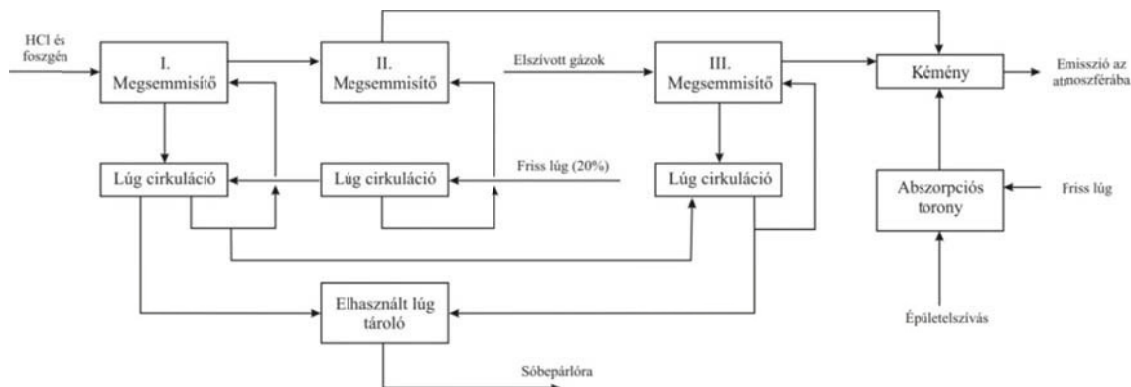 HCl és
foszgén
I.
Megsemmisítő
II.
Megsemmisítő
Elszívott gázok
III.
Megsemmisítő
Kémény
Emisszió az
atmoszférába
Lúg cirkuláció
Lúg cirkuláció
Friss lúg (20%)
Lúg cirkuláció
Abszorpciós
torony
Friss lúg
Elhasznált lúg
tároló
Épületelszívás
Sóbepárlóra